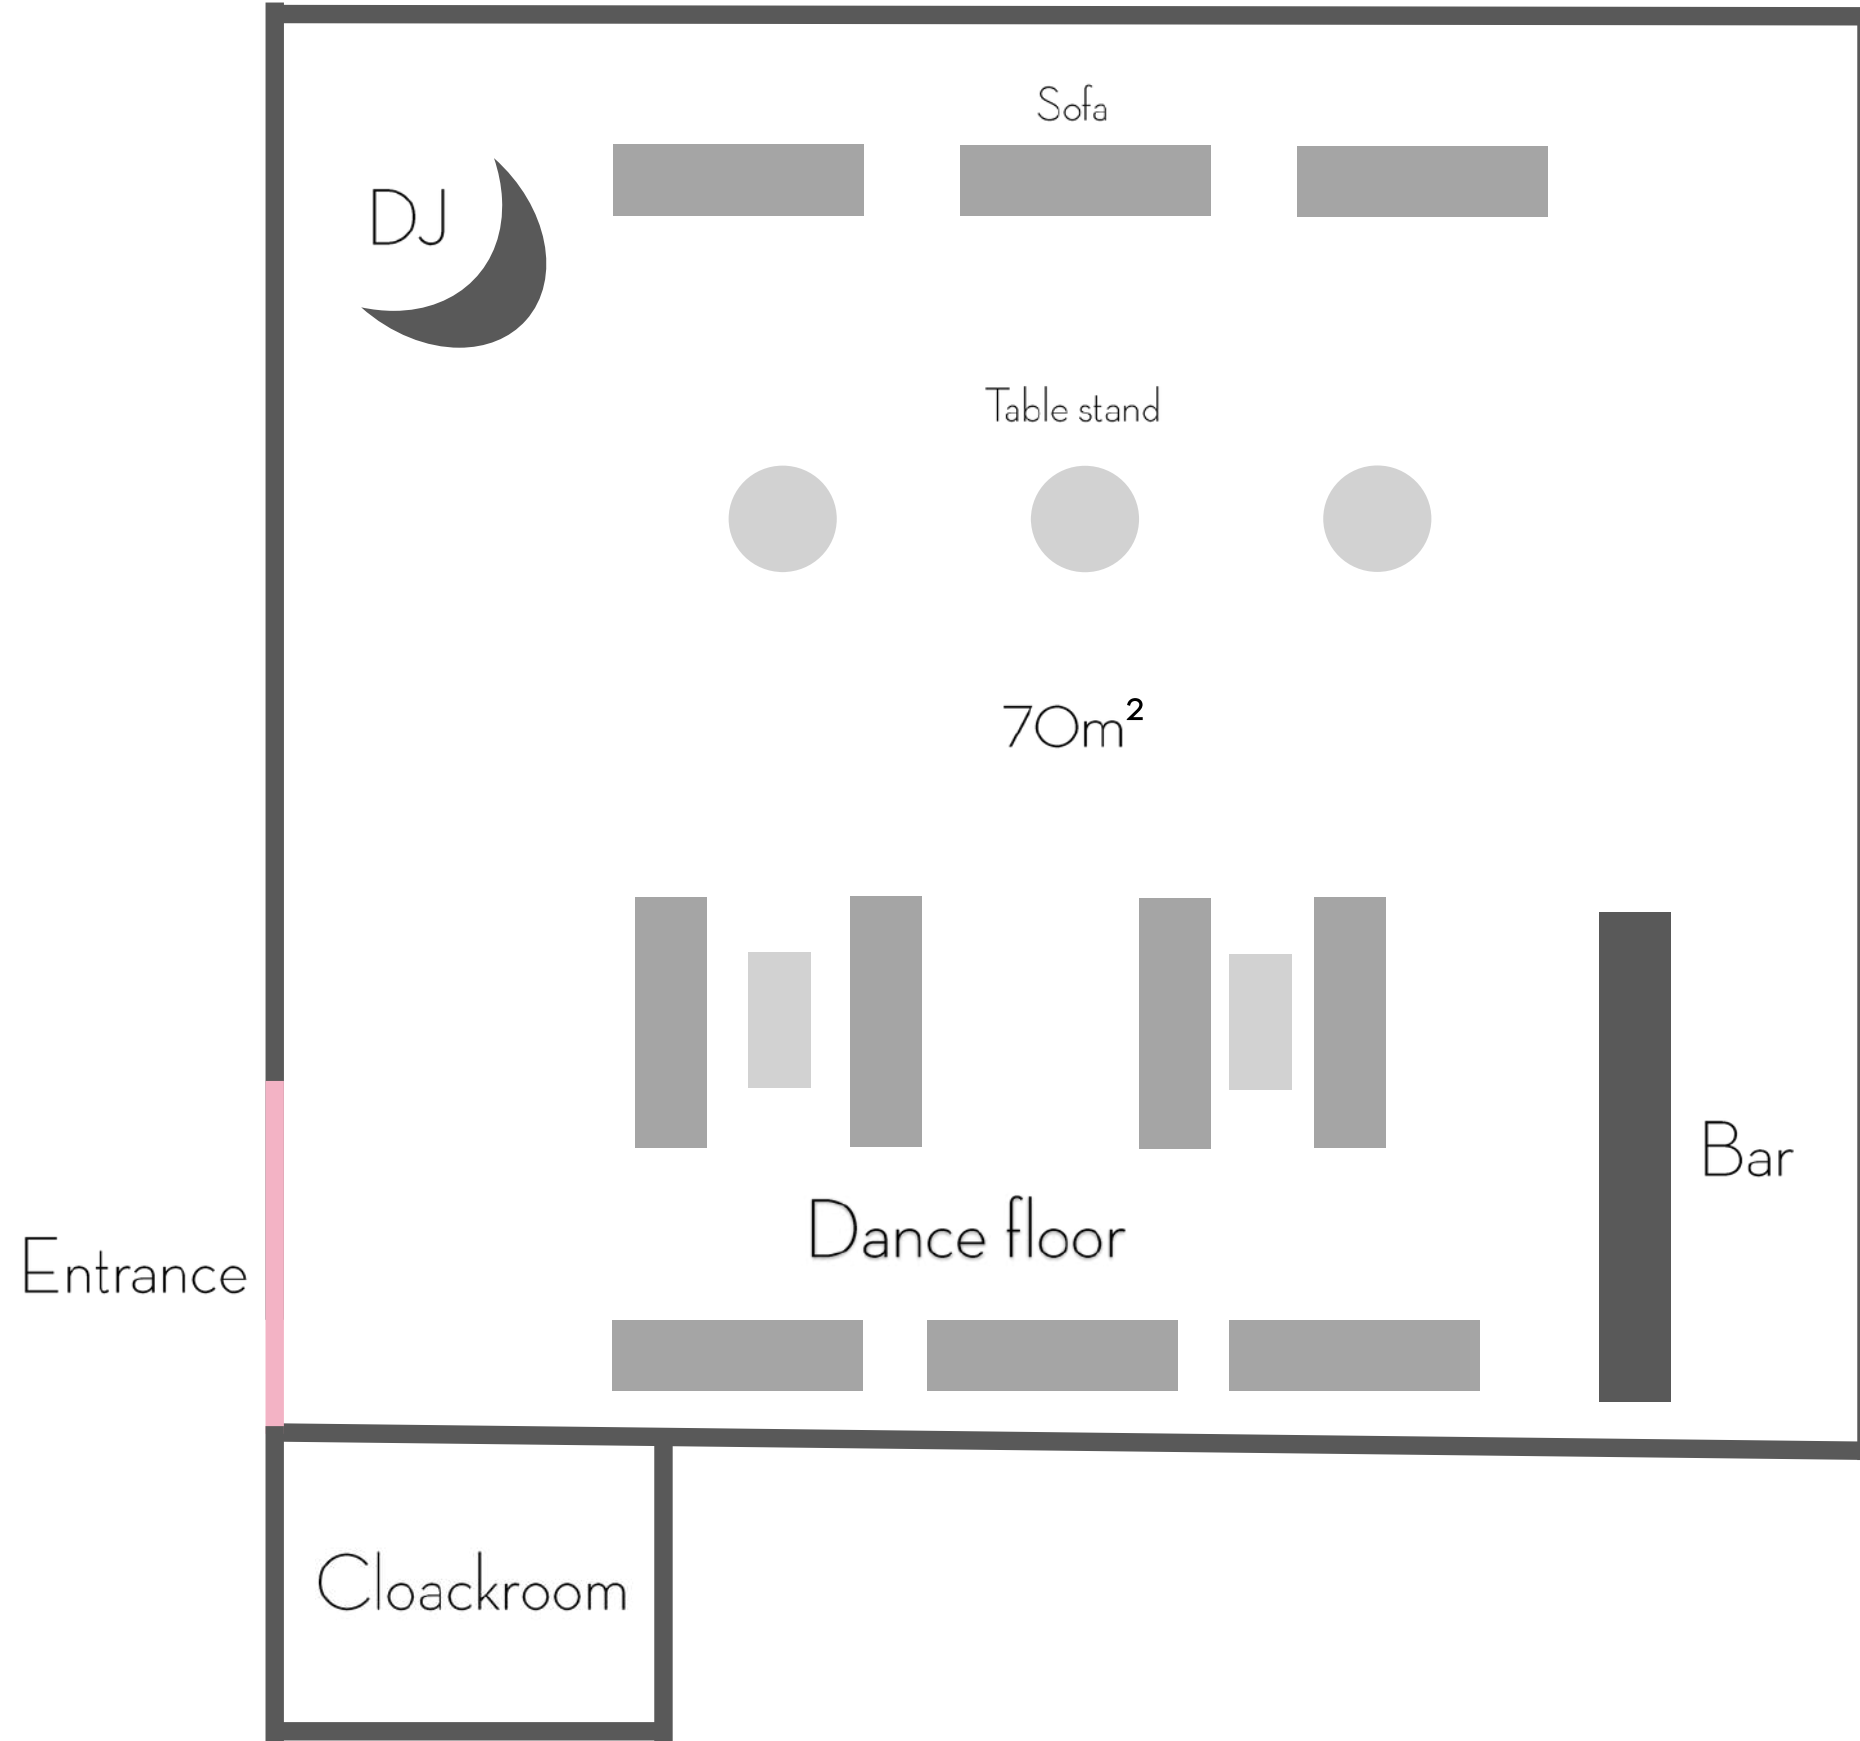 Sofa
DJ
Table stand
70m²
Bar
Dance floor
Entrance
Cloackroom